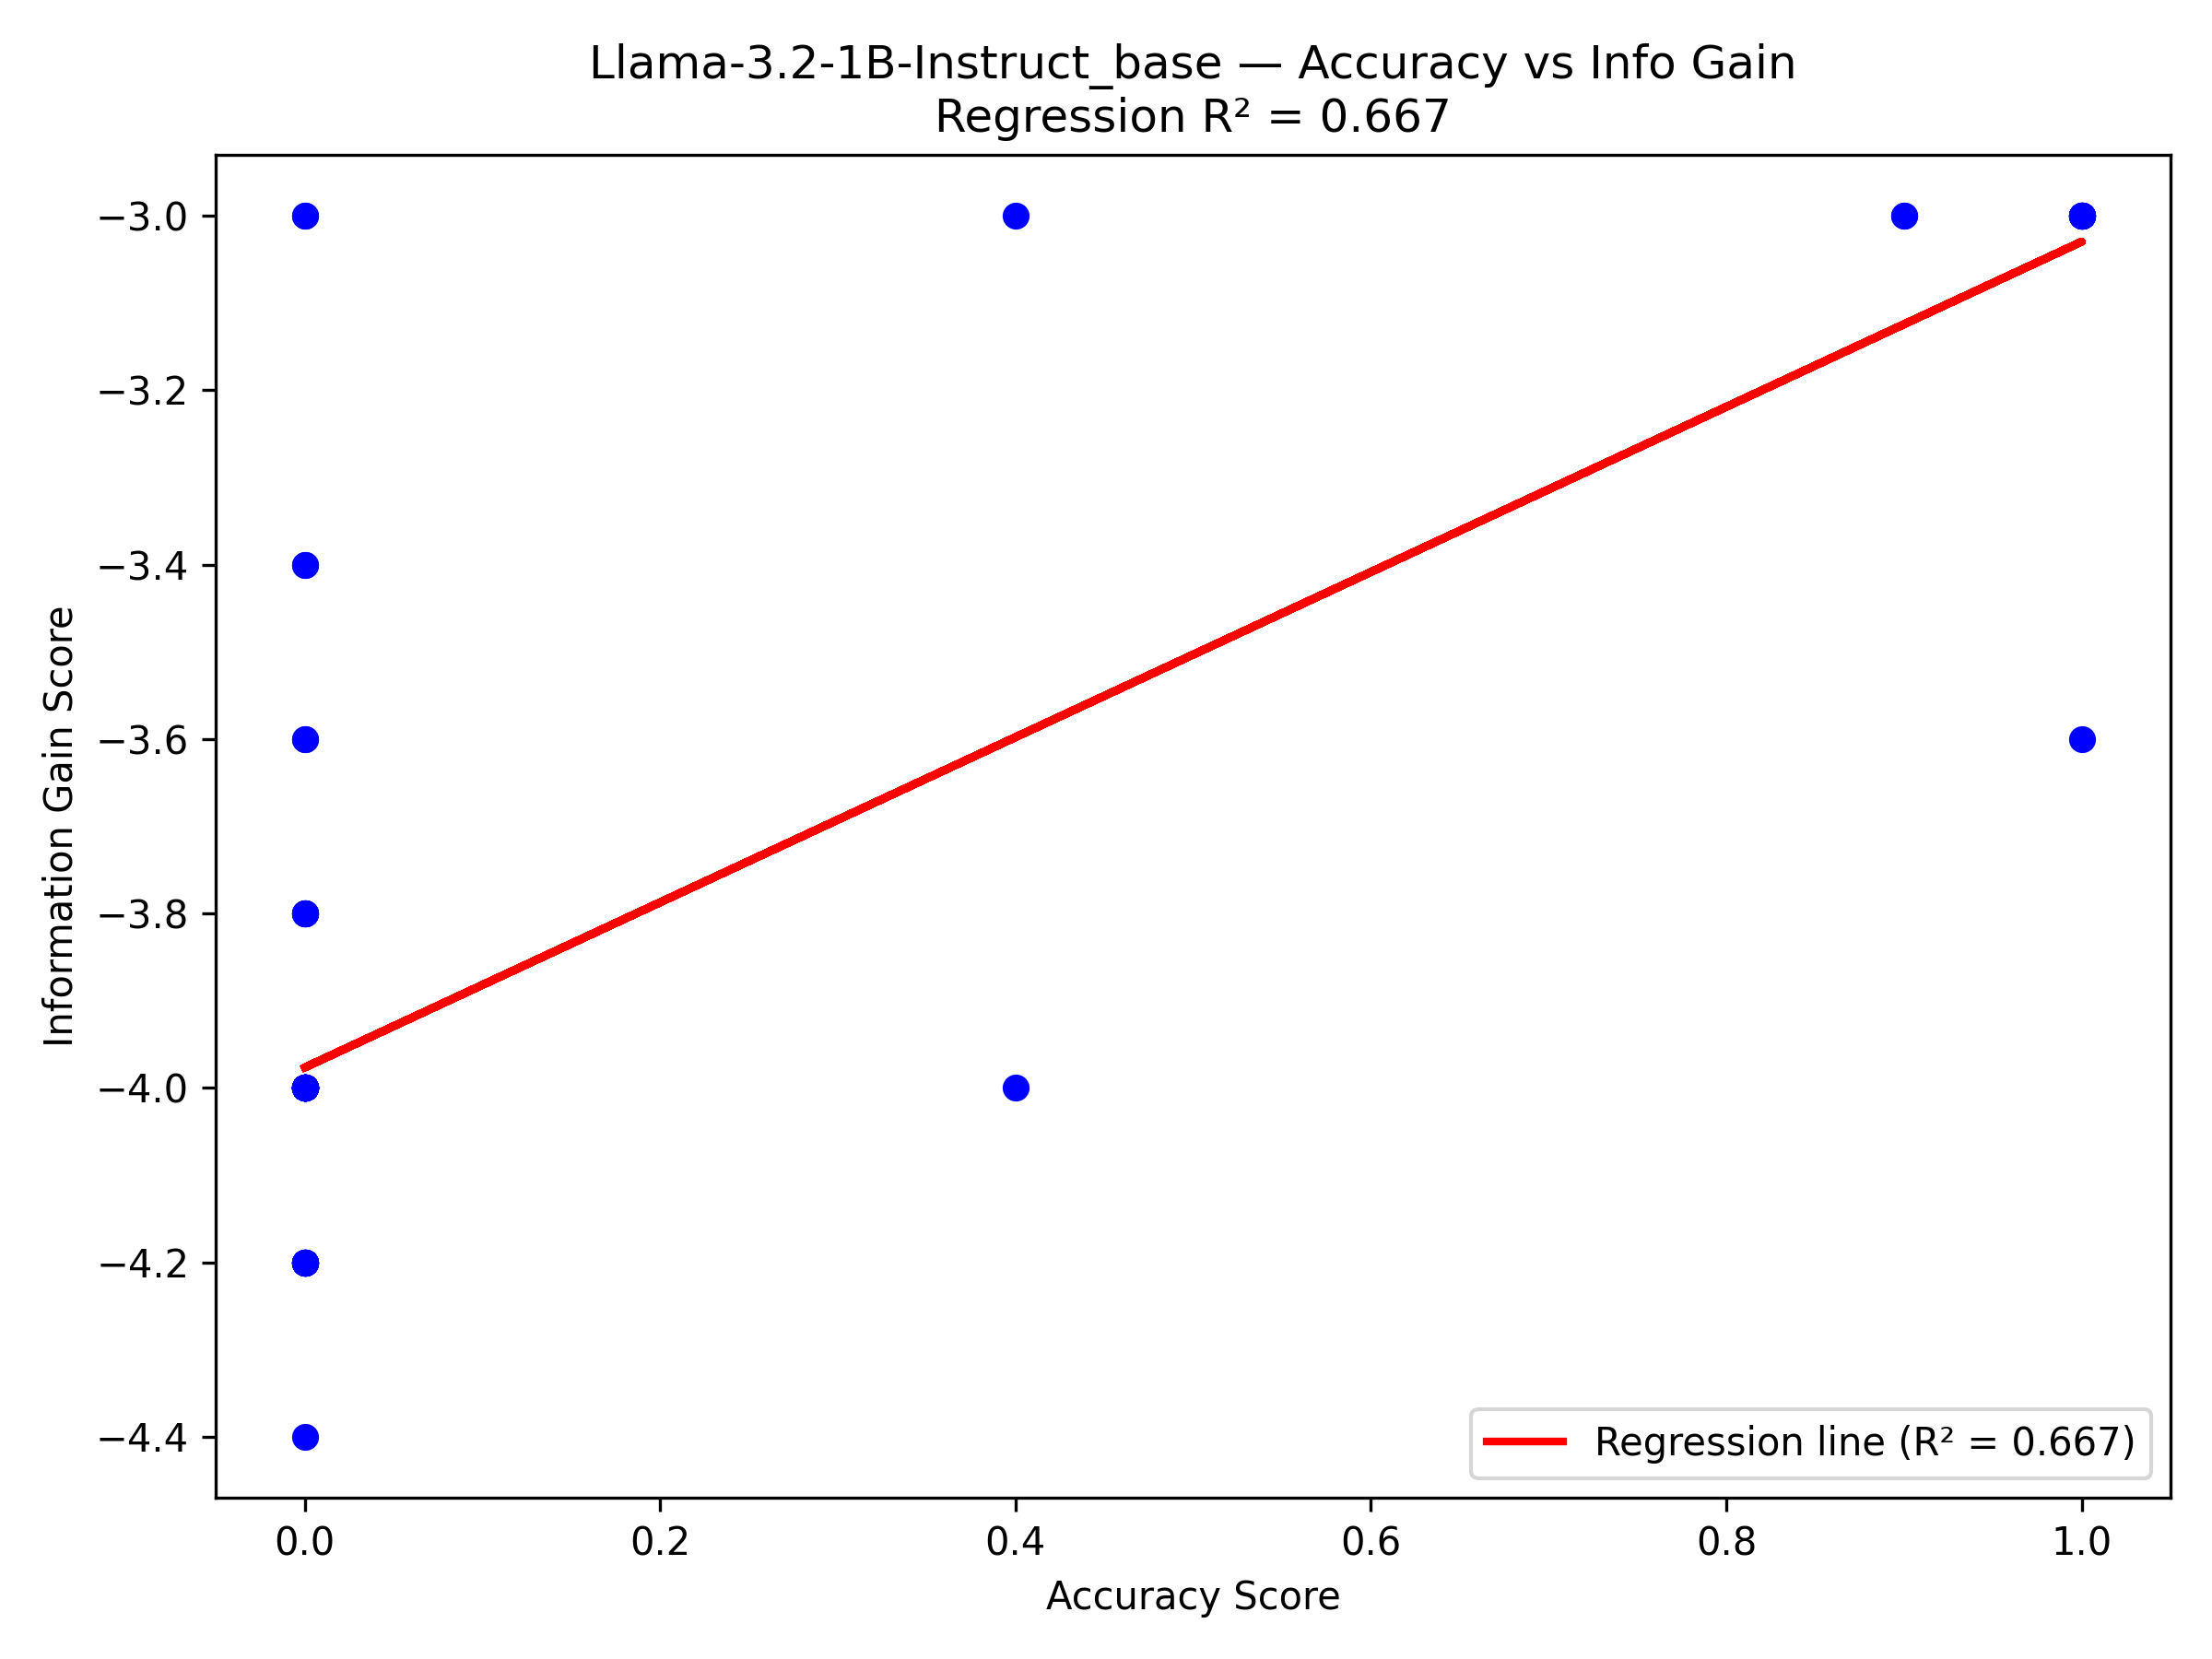 Llama-3.2-1B-Instruct_base — Accuracy vs Info Gain
Regression R² = 0.667
−3.0
−3.2
−3.4
−3.6
−3.8
−4.0
−4.2
−4.4
Information Gain Score
Regression line (R² = 0.667)
0.0 0.2 0.4 0.6 0.8 1.0
Accuracy Score